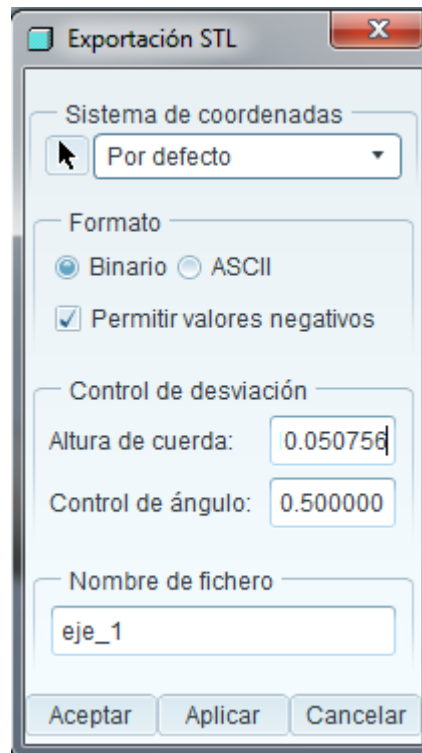 Exportación STL
Sistema de coordenadas
Por defecto
Formato
Binario ASCII
Permitir valores negativos
Control de desviación
Altura de cuerda: 0.050756
Control de ángulo: 0.500000
Nombre de fichero
eje_1
Aceptar Aplicar Cancelar